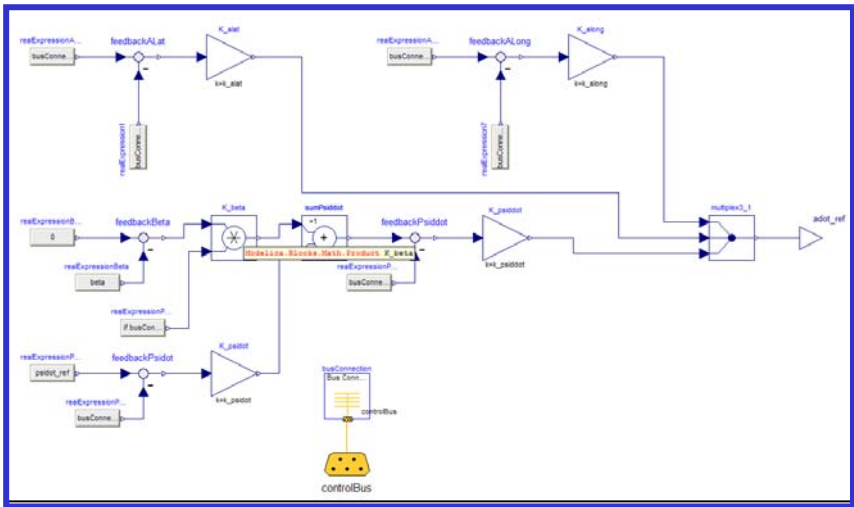 realExpressionA...
feedbackALat
K_alat
busConne...
k=k_alat
realExpression1
busConne...
realExpressionA...
feedbackALong
K_along
busConne...
k=k_along
realExpression7
busConne...
realExpressionB...
feedbackBeta
K_beta
sumPsiddot
+1
+
feedbackPsiddot
K_psiddot
multiplex3_1
adot_ref
0
Modelica.Blocks.Math.Product K_beta
k=k_psiddot
realExpressionBeta
beta
realExpressionP...
busConne...
realExpressionP...
if busCon...
realExpressionP...
feedbackPsidot
K_psidot
psidot_ref
k=k_psidot
realExpressionP...
busConne...
busConnection
Bus Conn...
controlBus
controlBus